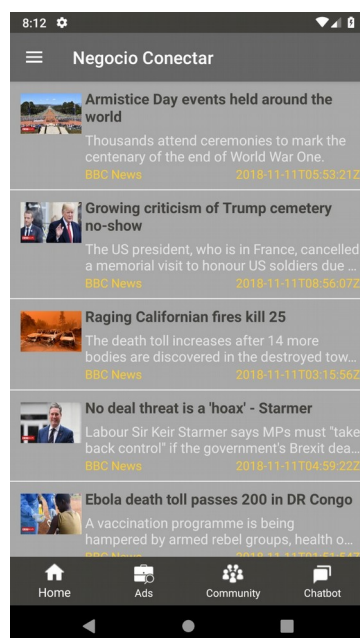 8:12
Negocio Conectar
Armistice Day events held around the
world
Thousands attend ceremonies to mark the
centenary of the end of World War One.
BBC News 2018-11-11T05:53:21Z
Growing criticism of Trump cemetery
no-show
The US president, who is in France, cancelled
a memorial visit to honour US soldiers due ...
BBC News 2018-11-11T08:56:07Z
Raging Californian fires kill 25
The death toll increases after 14 more
bodies are discovered in the destroyed tow...
BBC News 2018-11-11T03:15:56Z
No deal threat is a 'hoax' - Starmer
Labour Sir Keir Starmer says MPs must "take
back control" if the government's Brexit dea...
BBC News 2018-11-11T04:59:22Z
Ebola death toll passes 200 in DR Congo
A vaccination programme is being
hampered by armed rebel groups, health o...
BBC News 2018-11-11T01:51:54Z
Home Ads Community Chatbot